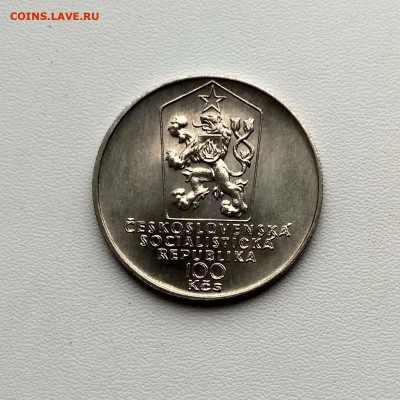 COINS.LAVE.RU
ČESKOSLOVENSKÁ
SOCIALISTICKÁ
REPUBLIKA
100
Kčs